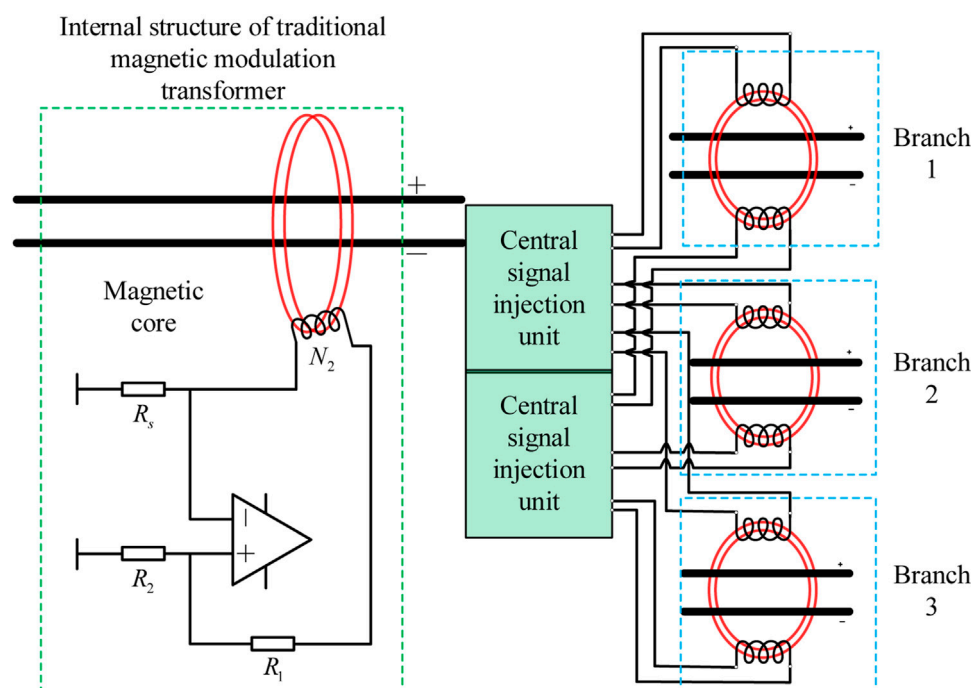 Internal structure of traditional
magnetic modulation
transformer
+
−
Magnetic
core
N₂
Rₛ
R₂
R₁
−
+
Central
signal
injection
unit
Central
signal
injection
unit
+
−
Branch
1
+
−
Branch
2
+
−
Branch
3